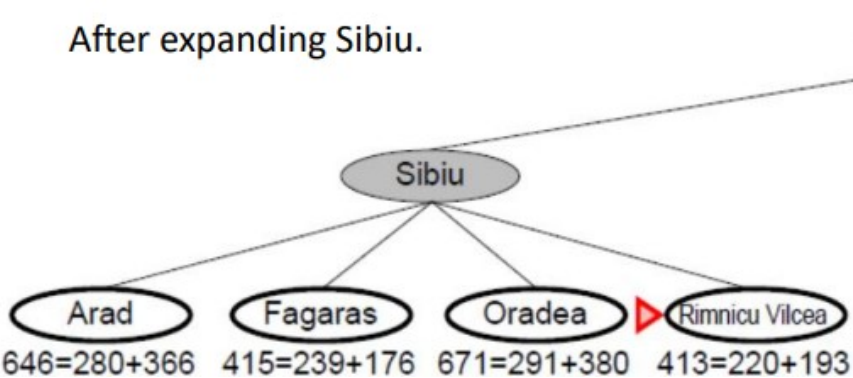 After expanding Sibiu.
Sibiu
Arad Fagaras Oradea Rimnicu Vilcea
646=280+366 415=239+176 671=291+380 413=220+193